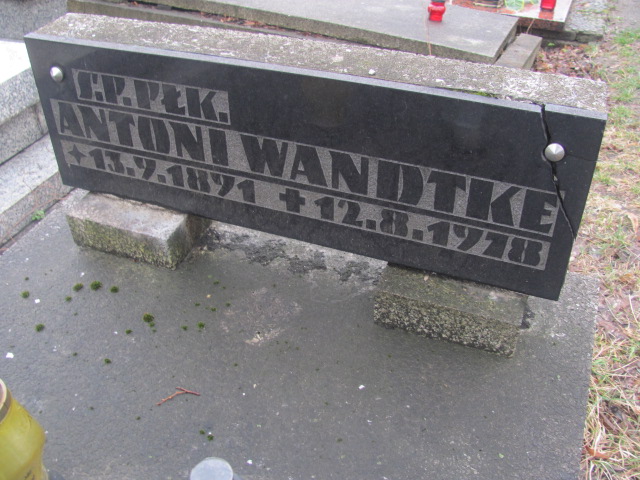 Ś.P. PŁK.
ANTONI WANDTKE
✦13.9.1891 ✝12.8.1978